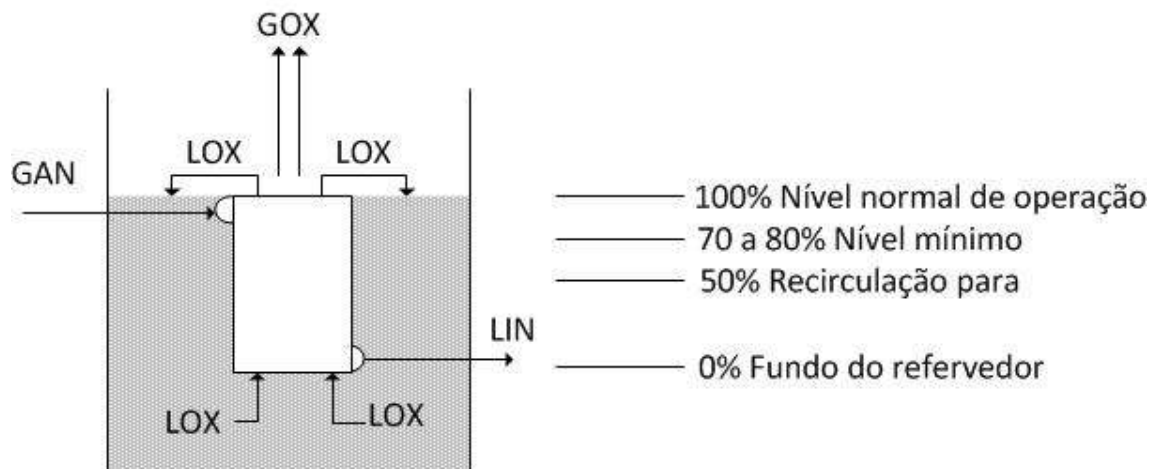 GOX
LOX
LOX
GAN
100% Nível normal de operação
70 a 80% Nível mínimo
50% Recirculação para
LIN
0% Fundo do refervedor
LOX
LOX